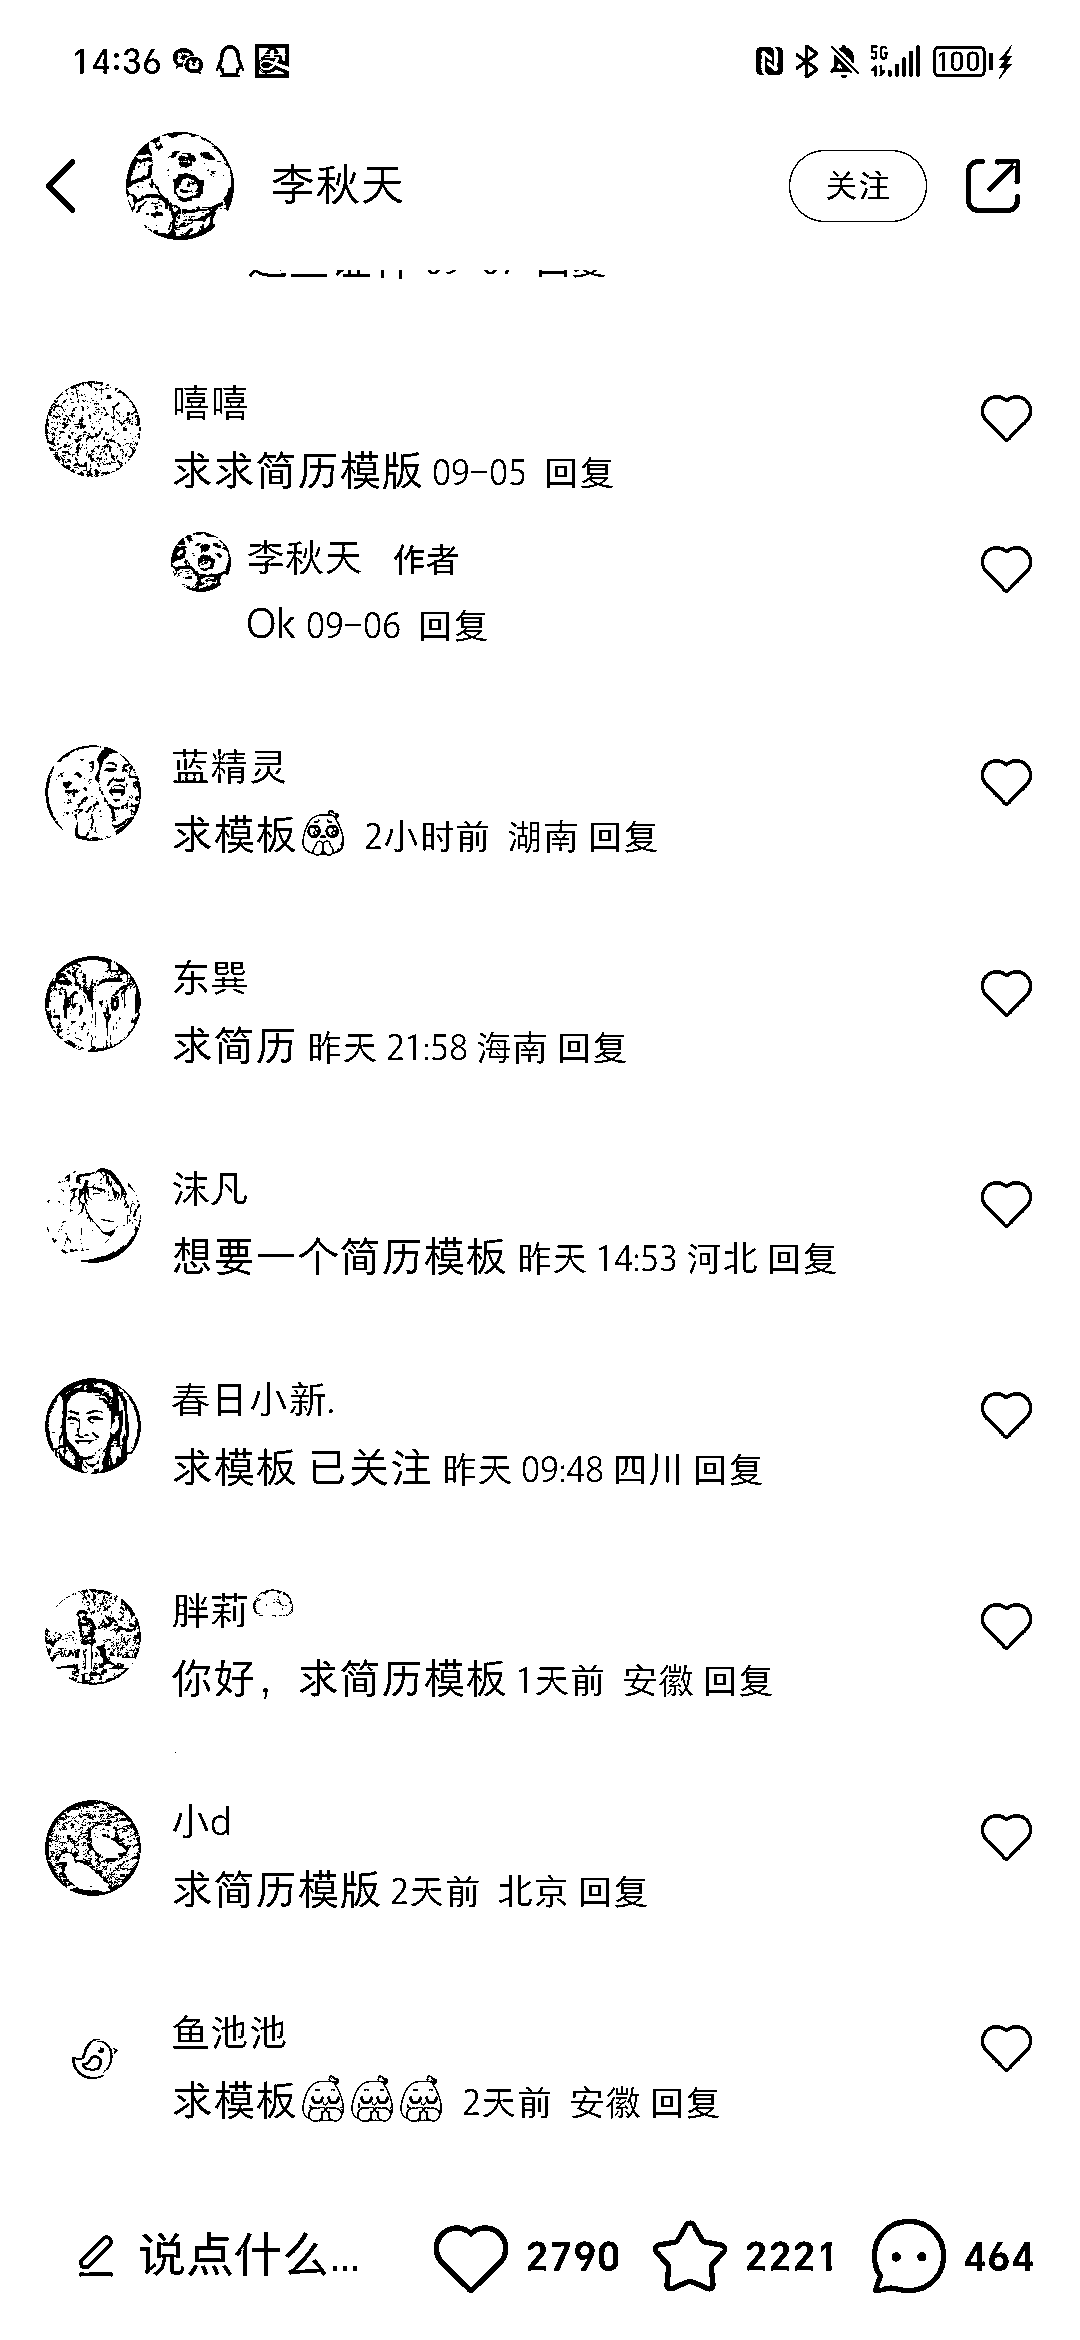 14:36 5G 100
李秋天 关注
09-07 回复
嘻嘻
求求简历模版 09-05 回复
李秋天 作者
Ok 09-06 回复
蓝精灵
求模板 2小时前 湖南 回复
东巽
求简历 昨天 21:58 海南 回复
沫凡
想要一个简历模板 昨天 14:53 河北 回复
春日小新.
求模板 已关注 昨天 09:48 四川 回复
胖莉
你好，求简历模板 1天前 安徽 回复
小d
求简历模版 2天前 北京 回复
鱼池池
求模板 2天前 安徽 回复
说点什么... 2790 2221 464